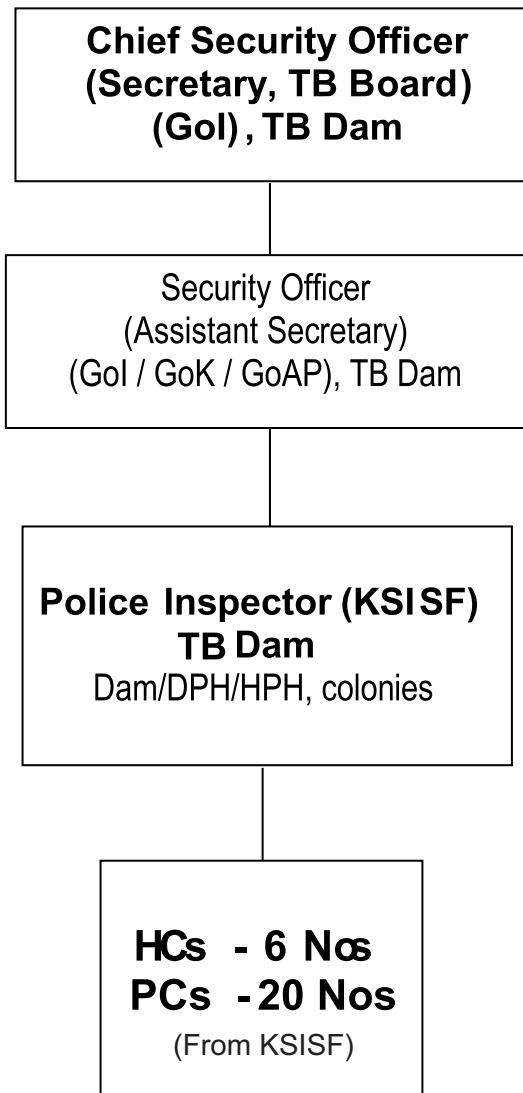 Chief Security Officer
(Secretary, TB Board)
(GoI), TB Dam
Security Officer
(Assistant Secretary)
(GoI / GoK / GoAP), TB Dam
Police Inspector (KSISF)
TB Dam
Dam/DPH/HPH, colonies
HCs - 6 Nos
PCs - 20 Nos
(From KSISF)